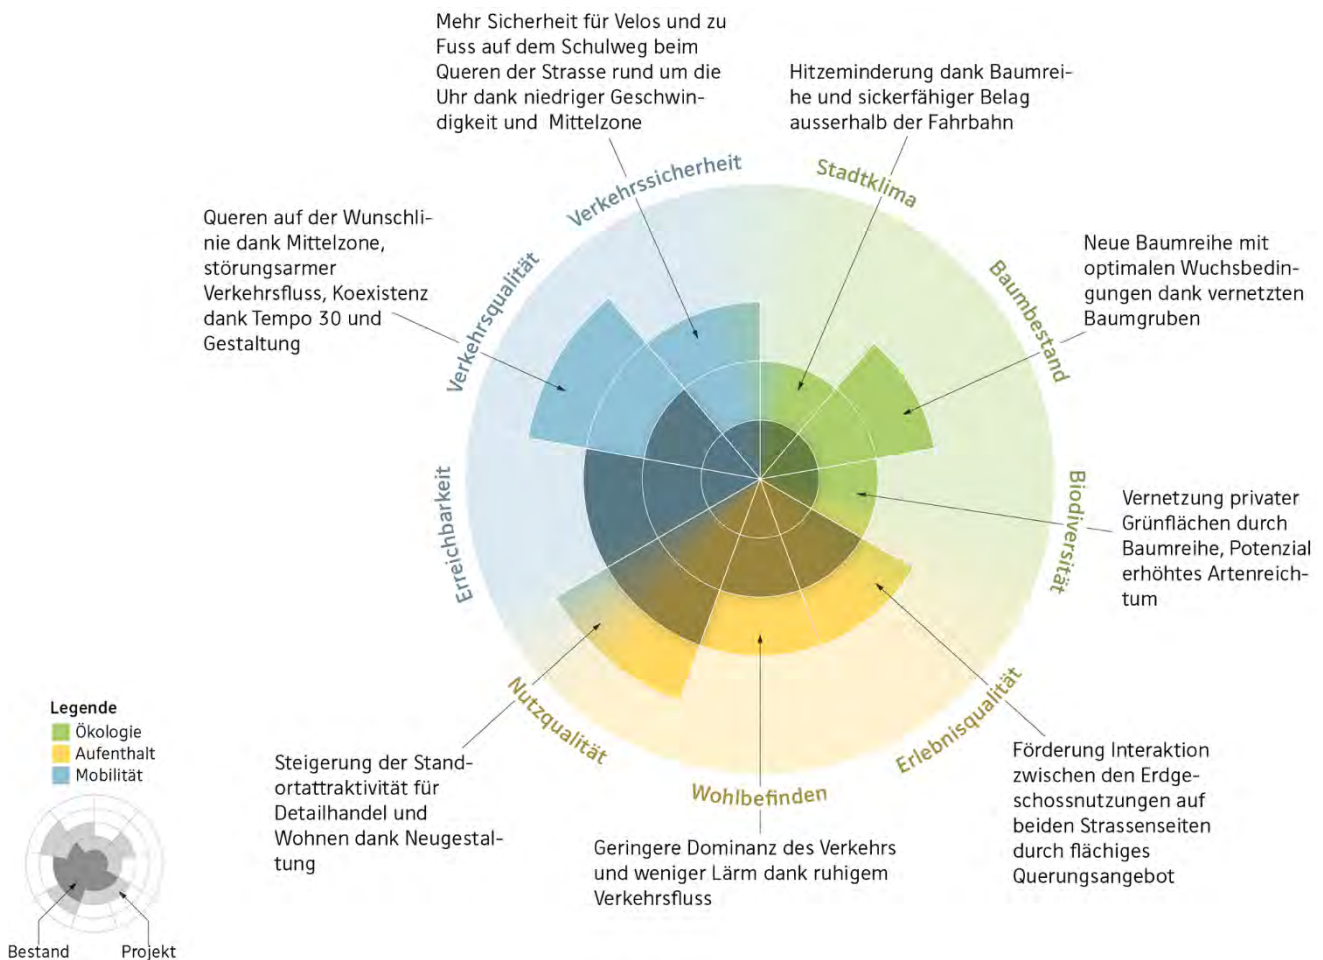 Mehr Sicherheit für Velos und zu
Fuss auf dem Schulweg beim
Queren der Strasse rund um die
Uhr dank niedriger Geschwin-
digkeit und Mittelzone
Hitzeminderung dank Baumrei-
he und sickerfähiger Belag
ausserhalb der Fahrbahn
Verkehrssicherheit
Stadtklima
Queren auf der Wunschli-
nie dank Mittelzone,
störungsarmer
Verkehrsfluss, Koexistenz
dank Tempo 30 und
Gestaltung
Verkehrsqualität
Baumbestand
Neue Baumreihe mit
optimalen Wuchsbedin-
gungen dank vernetzten
Baumgruben
Erreichbarkeit
Biodiversität
Vernetzung privater
Grünflächen durch
Baumreihe, Potenzial
erhöhtes Artenreich-
tum
Nutzqualität
Wohlbefinden
Erlebnisqualität
Legende
Ökologie
Aufenthalt
Mobilität
Steigerung der Stand-
ortattraktivität für
Detailhandel und
Wohnen dank Neugestal-
tung
Geringere Dominanz des Verkehrs
und weniger Lärm dank ruhigem
Verkehrsfluss
Förderung Interaktion
zwischen den Erdge-
schossnutzungen auf
beiden Strassenseiten
durch flächiges
Querungsangebot
Bestand
Projekt